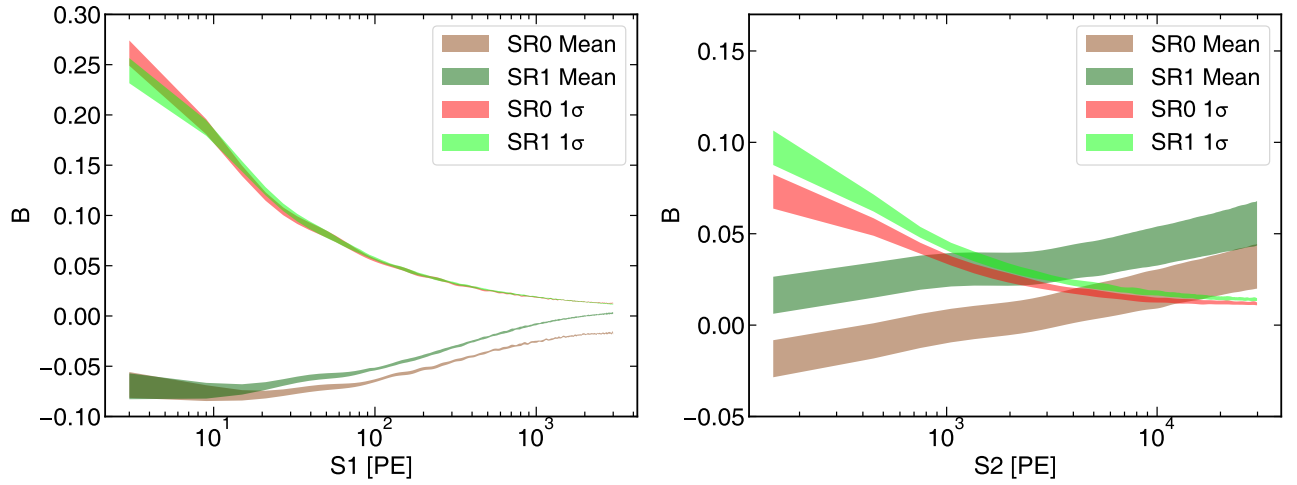 0.30
0.25
0.20
0.15
0.10
0.05
0.00
−0.05
−0.10
B
10¹
10²
10³
S1 [PE]
SR0 Mean
SR1 Mean
SR0 1σ
SR1 1σ
0.15
0.10
0.05
0.00
−0.05
B
10³
10⁴
S2 [PE]
SR0 Mean
SR1 Mean
SR0 1σ
SR1 1σ